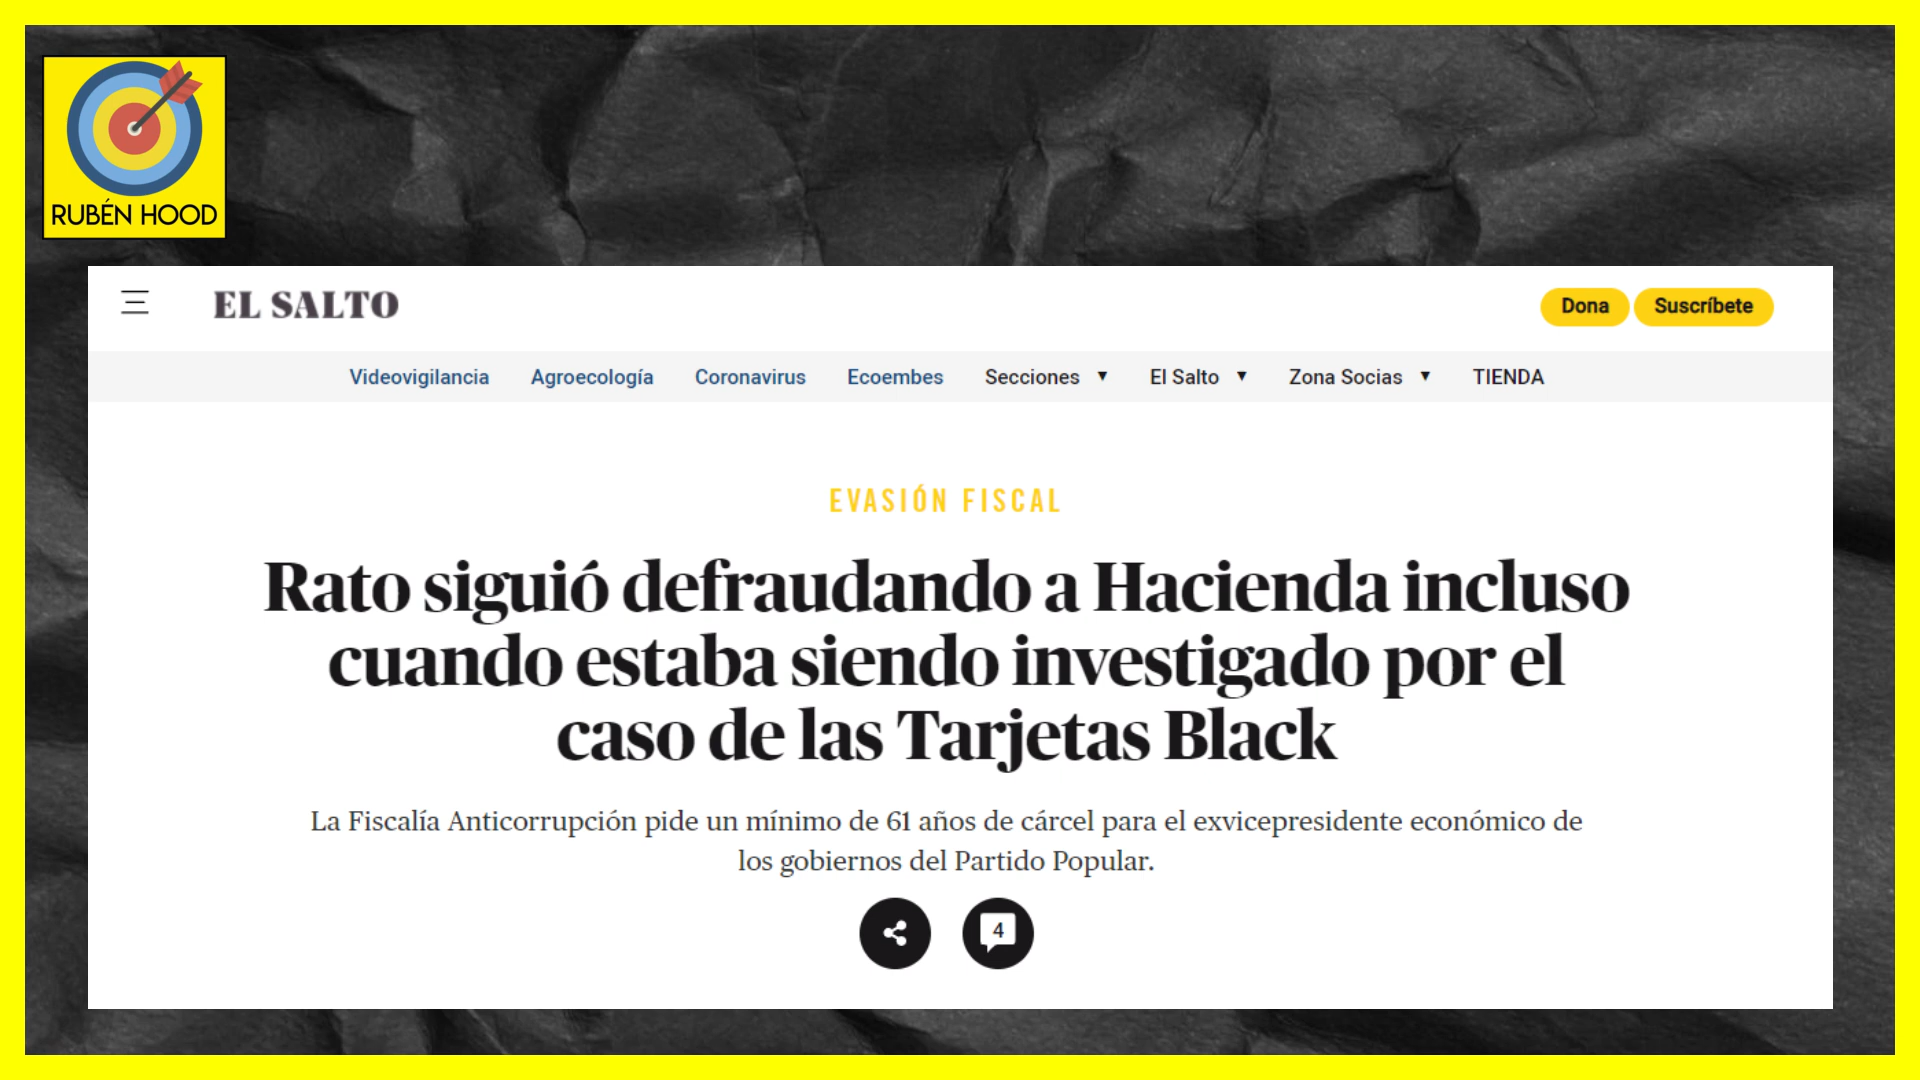 RUBÉN HOOD
EL SALTO
Dona
Suscríbete
Videovigilancia
Agroecología
Coronavirus
Ecoembes
Secciones
El Salto
Zona Socias
TIENDA
EVASIÓN FISCAL
Rato siguió defraudando a Hacienda incluso
cuando estaba siendo investigado por el
caso de las Tarjetas Black
La Fiscalía Anticorrupción pide un mínimo de 61 años de cárcel para el exvicepresidente económico de
los gobiernos del Partido Popular.
4